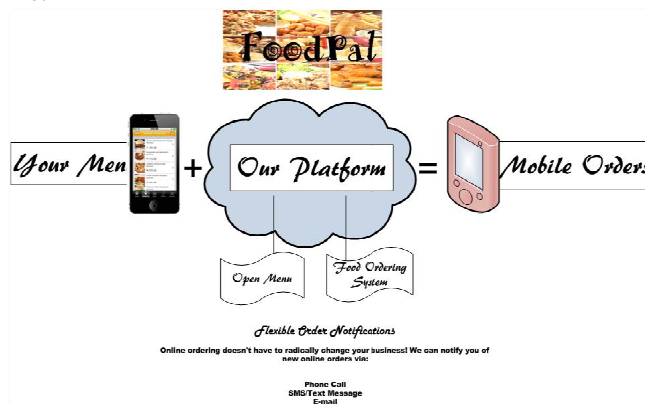 FoodPal
Your Men
+
Our Platform
=
Mobile Orders
Open Menu
Food Ordering
System
Flexible Order Notifications
Online ordering doesn't have to radically change your business! We can notify you of
new online orders via:
Phone Call
SMS/Text Message
E-mail